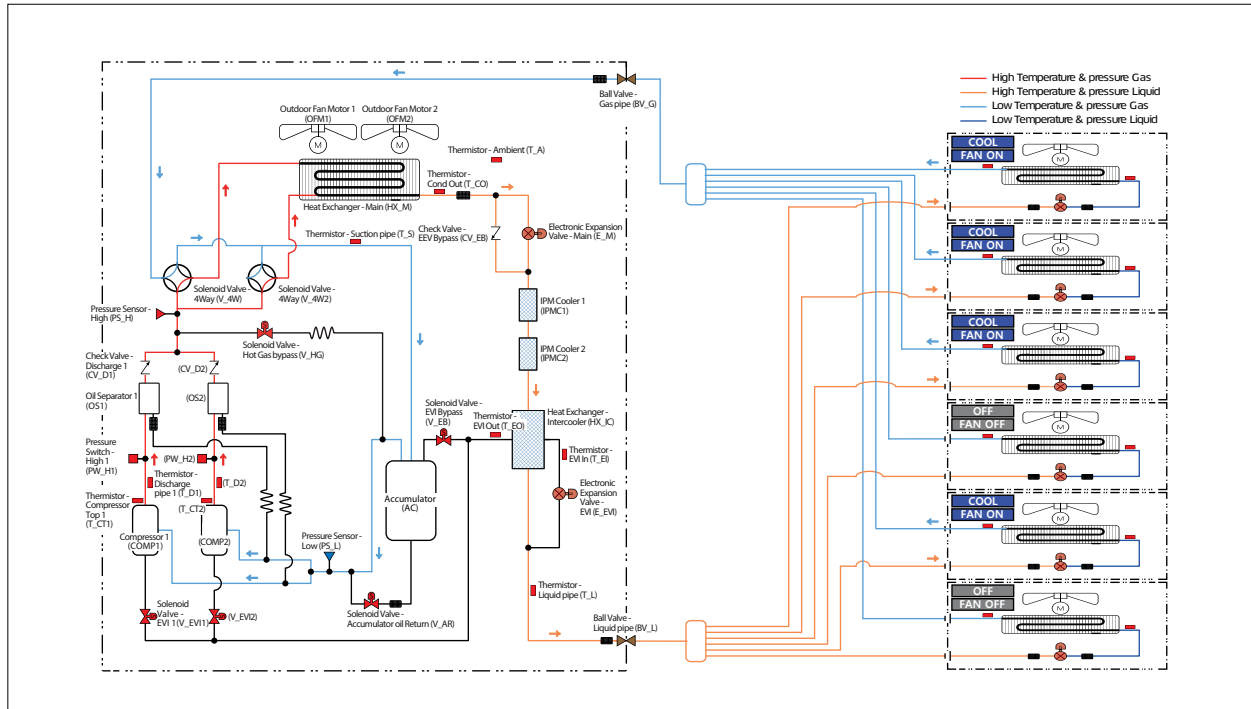 High Temperature & pressure Gas
High Temperature & pressure Liquid
Low Temperature & pressure Gas
Low Temperature & pressure Liquid
Ball Valve -
Gas pipe (BV_G)
Outdoor Fan Motor 1
(OFM1)
Outdoor Fan Motor 2
(OFM2)
M
M
Thermistor - Ambient (T_A)
Thermistor -
Cond Out (T_CO)
Heat Exchanger - Main (HX_M)
Thermistor - Suction pipe (T_S)
Check Valve -
EEV Bypass (CV_EB)
Electronic Expansion
Valve - Main (E_M)
Solenoid Valve -
4Way (V_4W)
Solenoid Valve -
4Way (V_4W2)
Pressure Sensor -
High (PS_H)
IPM Cooler 1
(IPMC1)
Solenoid Valve -
Hot Gas bypass (V_HG)
IPM Cooler 2
(IPMC2)
Check Valve -
Discharge 1
(CV_D1)
(CV_D2)
Oil Separator 1
(OS1)
(OS2)
Solenoid Valve -
EVI Bypass
(V_EB)
Thermistor -
EVI Out (T_EO)
Heat Exchanger -
Intercooler (HX_IC)
Pressure
Switch -
High 1
(PW_H1)
(PW_H2)
Thermistor -
EVI In (T_EI)
Thermistor -
Discharge
pipe 1 (T_D1)
(T_D2)
Thermistor -
Compressor
Top 1
(T_CT1)
(T_CT2)
Accumulator
(AC)
Electronic
Expansion
Valve -
EVI (E_EVI)
Compressor 1
(COMP1)
(COMP2)
Pressure Sensor -
Low (PS_L)
Thermistor -
Liquid pipe (T_L)
Solenoid
Valve -
EVI 1 (V_EVI1)
(V_EVI2)
Solenoid Valve -
Accumulator oil Return (V_AR)
Ball Valve -
Liquid pipe (BV_L)
COOL
FAN ON
M
COOL
FAN ON
M
COOL
FAN ON
M
OFF
FAN OFF
M
COOL
FAN ON
M
OFF
FAN OFF
M